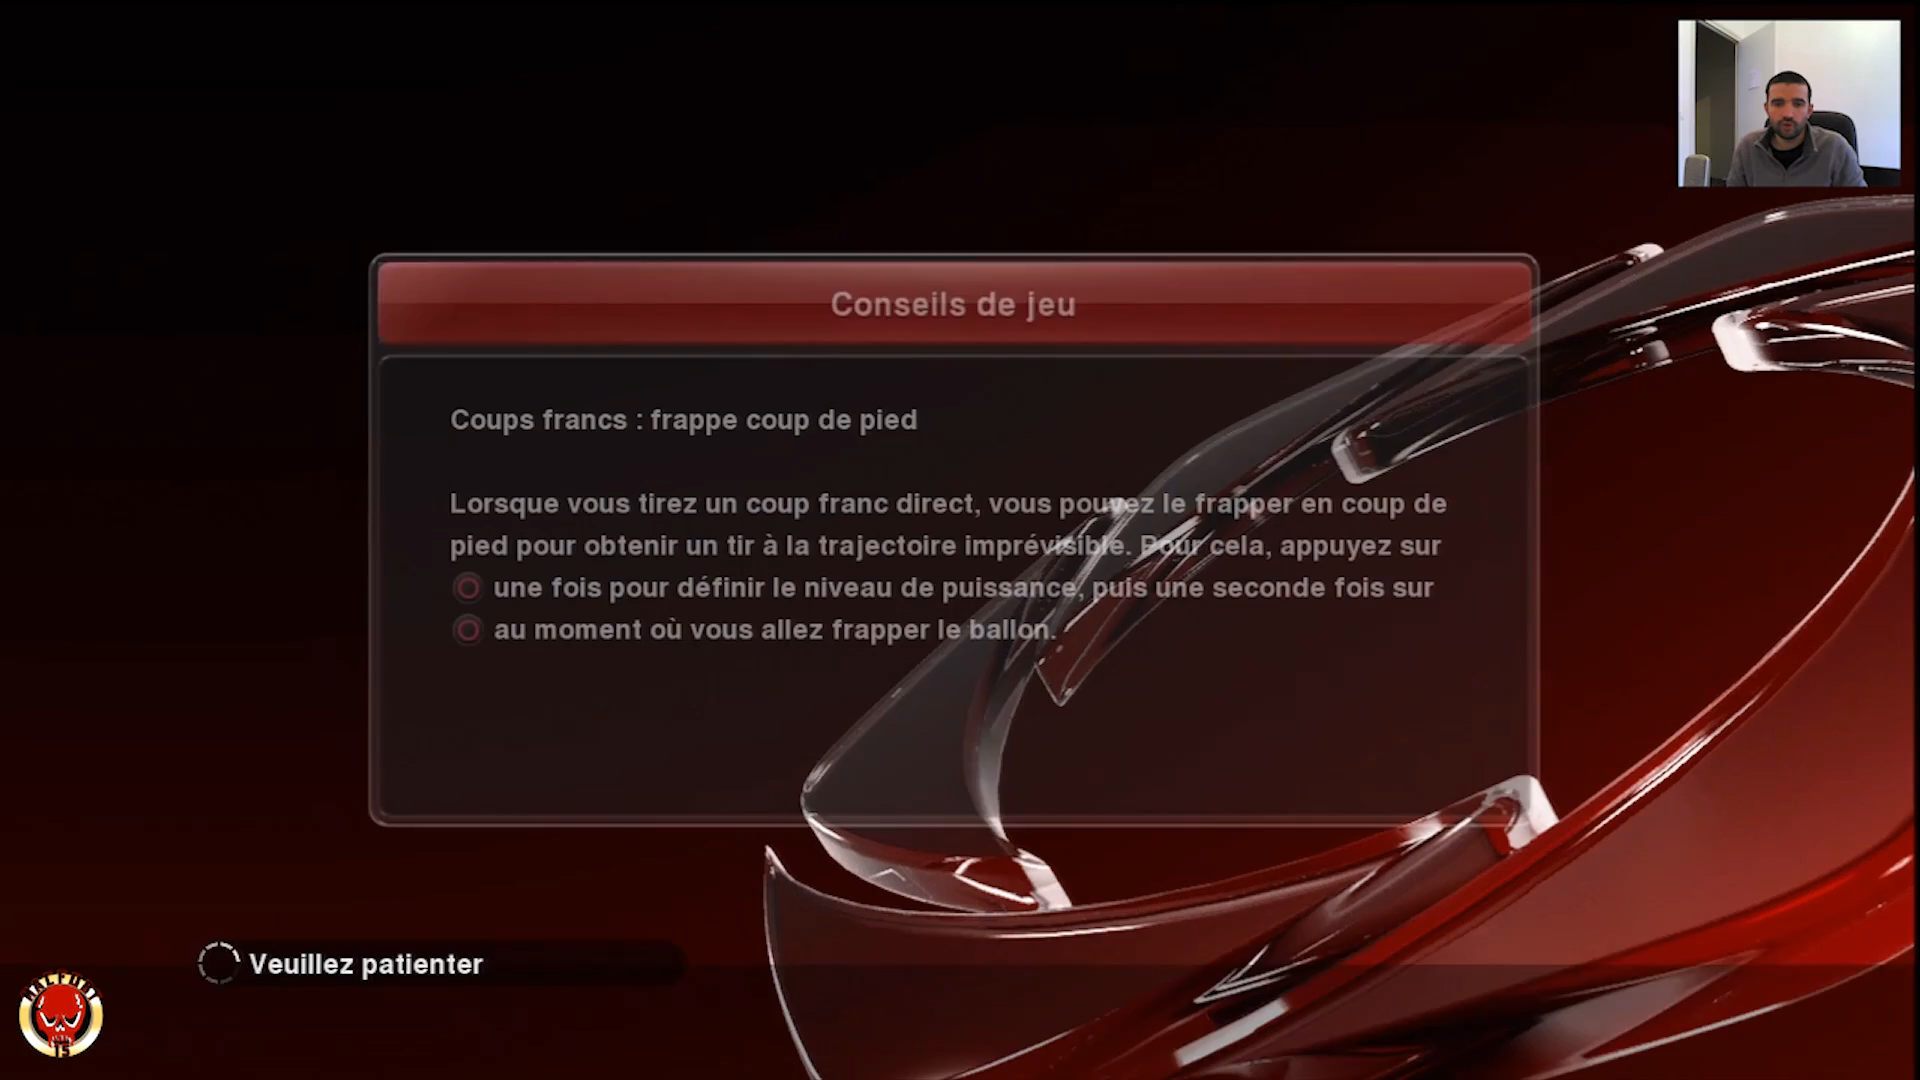 Conseils de jeu
Coups francs : frappe coup de pied
Lorsque vous tirez un coup franc direct, vous pouvez le frapper en coup de
pied pour obtenir un tir à la trajectoire imprévisible. Pour cela, appuyez sur
une fois pour définir le niveau de puissance, puis une seconde fois sur
au moment où vous allez frapper le ballon.
Veuillez patienter
15